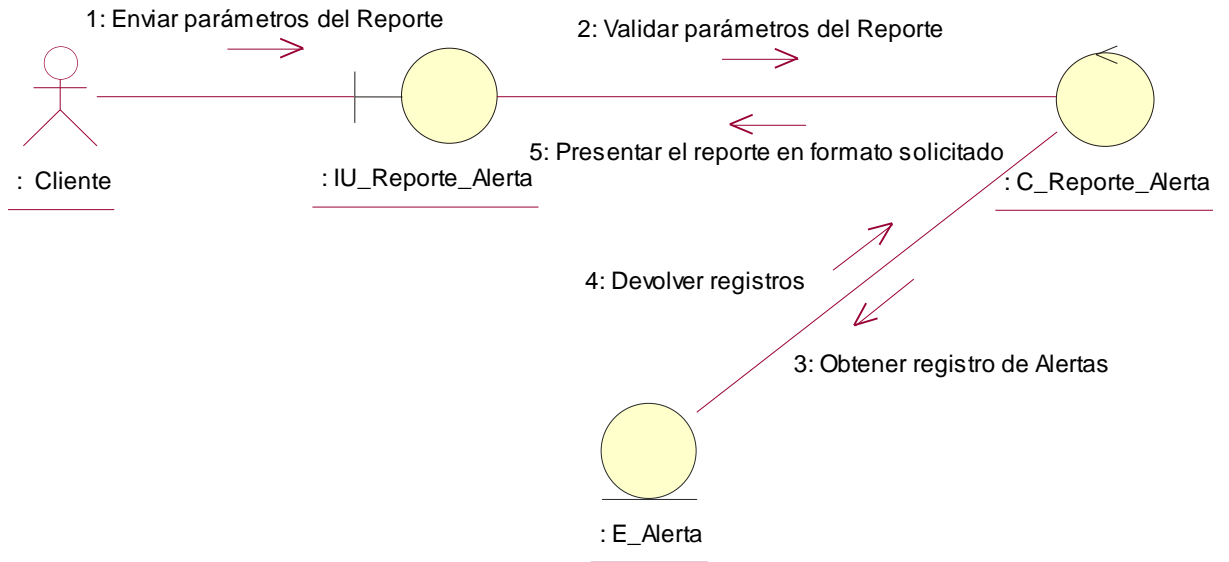 1: Enviar parámetros del Reporte
2: Validar parámetros del Reporte
5: Presentar el reporte en formato solicitado
: Cliente
: IU_Reporte_Alerta
: C_Reporte_Alerta
4: Devolver registros
3: Obtener registro de Alertas
: E_Alerta